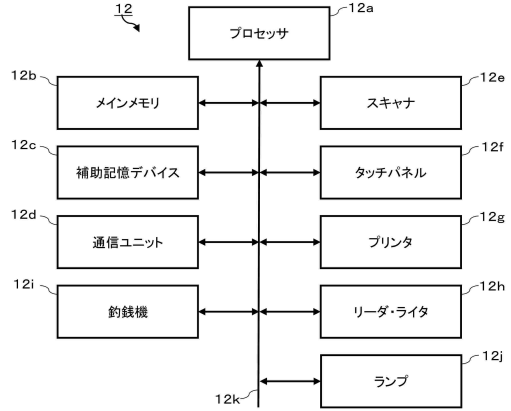 12
12a
プロセッサ
12b
メインメモリ
12e
スキャナ
12c
補助記憶デバイス
12f
タッチパネル
12d
通信ユニット
12g
プリンタ
12i
釣銭機
12h
リーダ・ライタ
12j
ランプ
12k